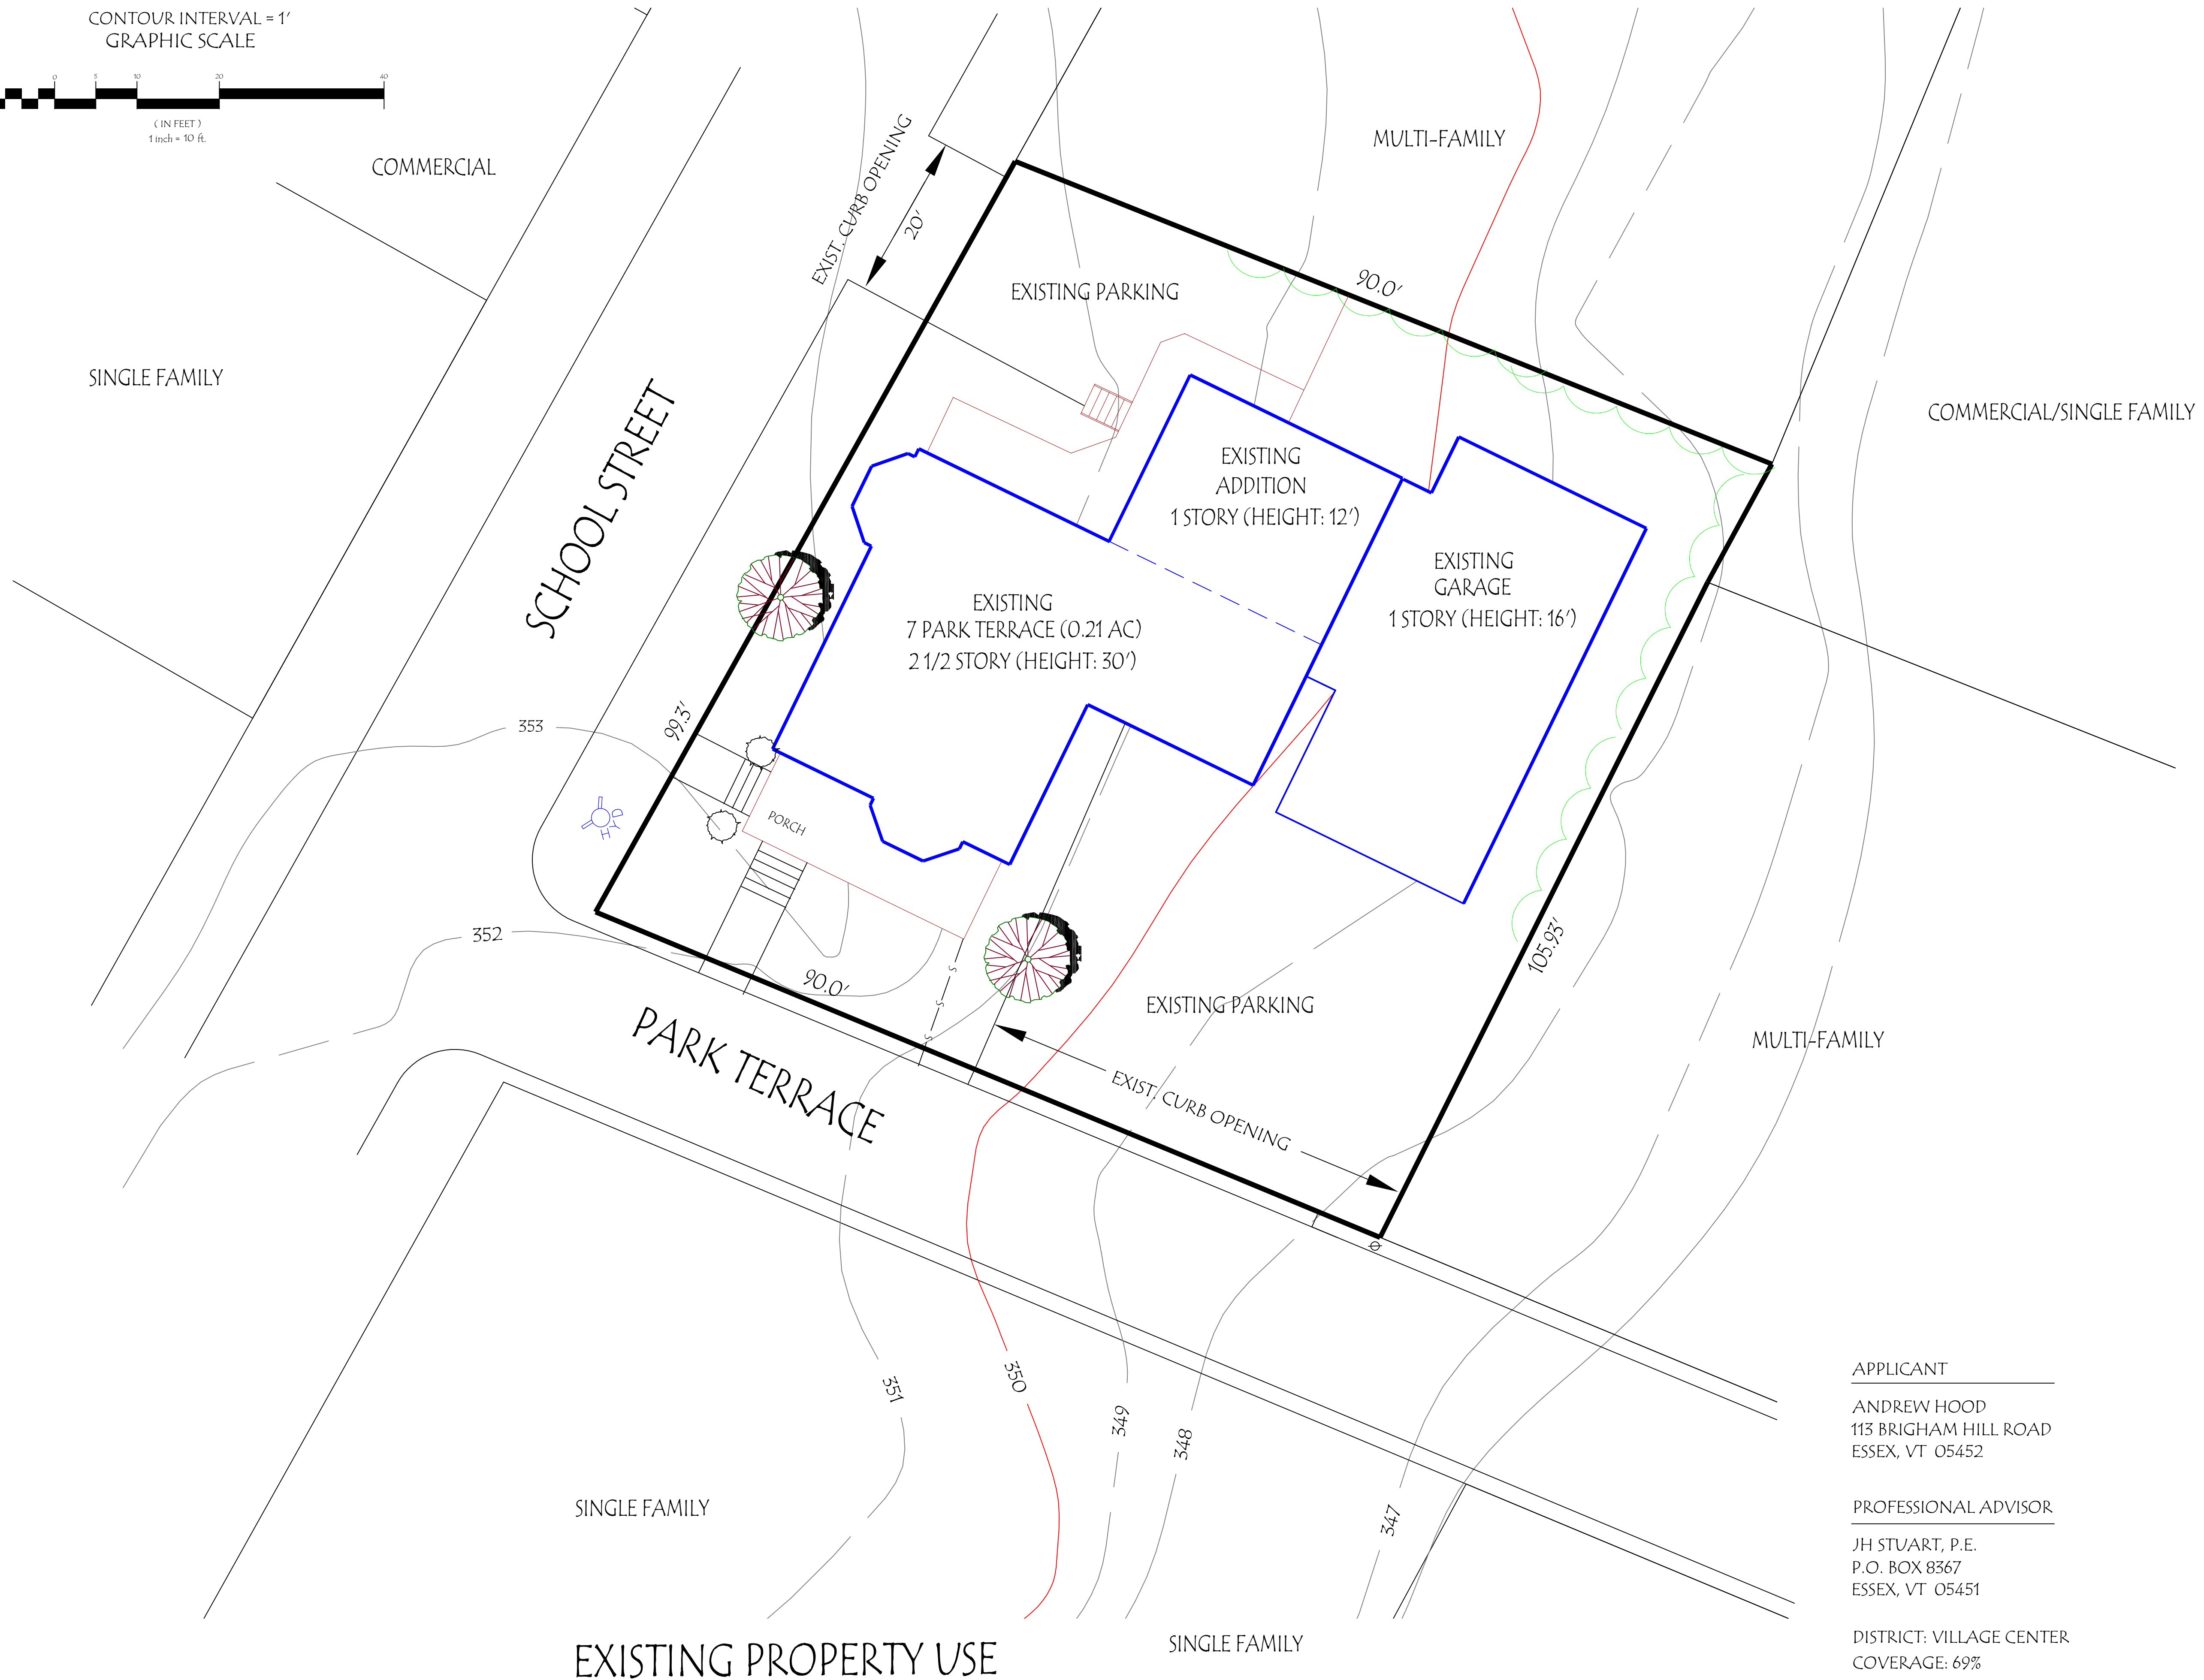 CONTOUR INTERVAL = 1'
GRAPHIC SCALE
0 5 10 20 40
( IN FEET )
1 inch = 10 ft.
COMMERCIAL
SINGLE FAMILY
EXIST. CURB OPENING
20'
MULTI-FAMILY
EXISTING PARKING
90.0'
COMMERCIAL/SINGLE FAMILY
SCHOOL STREET
EXISTING
ADDITION
1 STORY (HEIGHT: 12')
EXISTING
GARAGE
1 STORY (HEIGHT: 16')
EXISTING
7 PARK TERRACE (0.21 AC)
2 1/2 STORY (HEIGHT: 30')
99.3'
353
HYD
PORCH
352
90.0'
S
S
S
105.93'
EXISTING PARKING
MULTI-FAMILY
PARK TERRACE
EXIST. CURB OPENING
351
350
349
348
347
SINGLE FAMILY
SINGLE FAMILY
EXISTING PROPERTY USE
APPLICANT
ANDREW HOOD
113 BRIGHAM HILL ROAD
ESSEX, VT 05452
PROFESSIONAL ADVISOR
JH STUART, P.E.
P.O. BOX 8367
ESSEX, VT 05451
DISTRICT: VILLAGE CENTER
COVERAGE: 69%